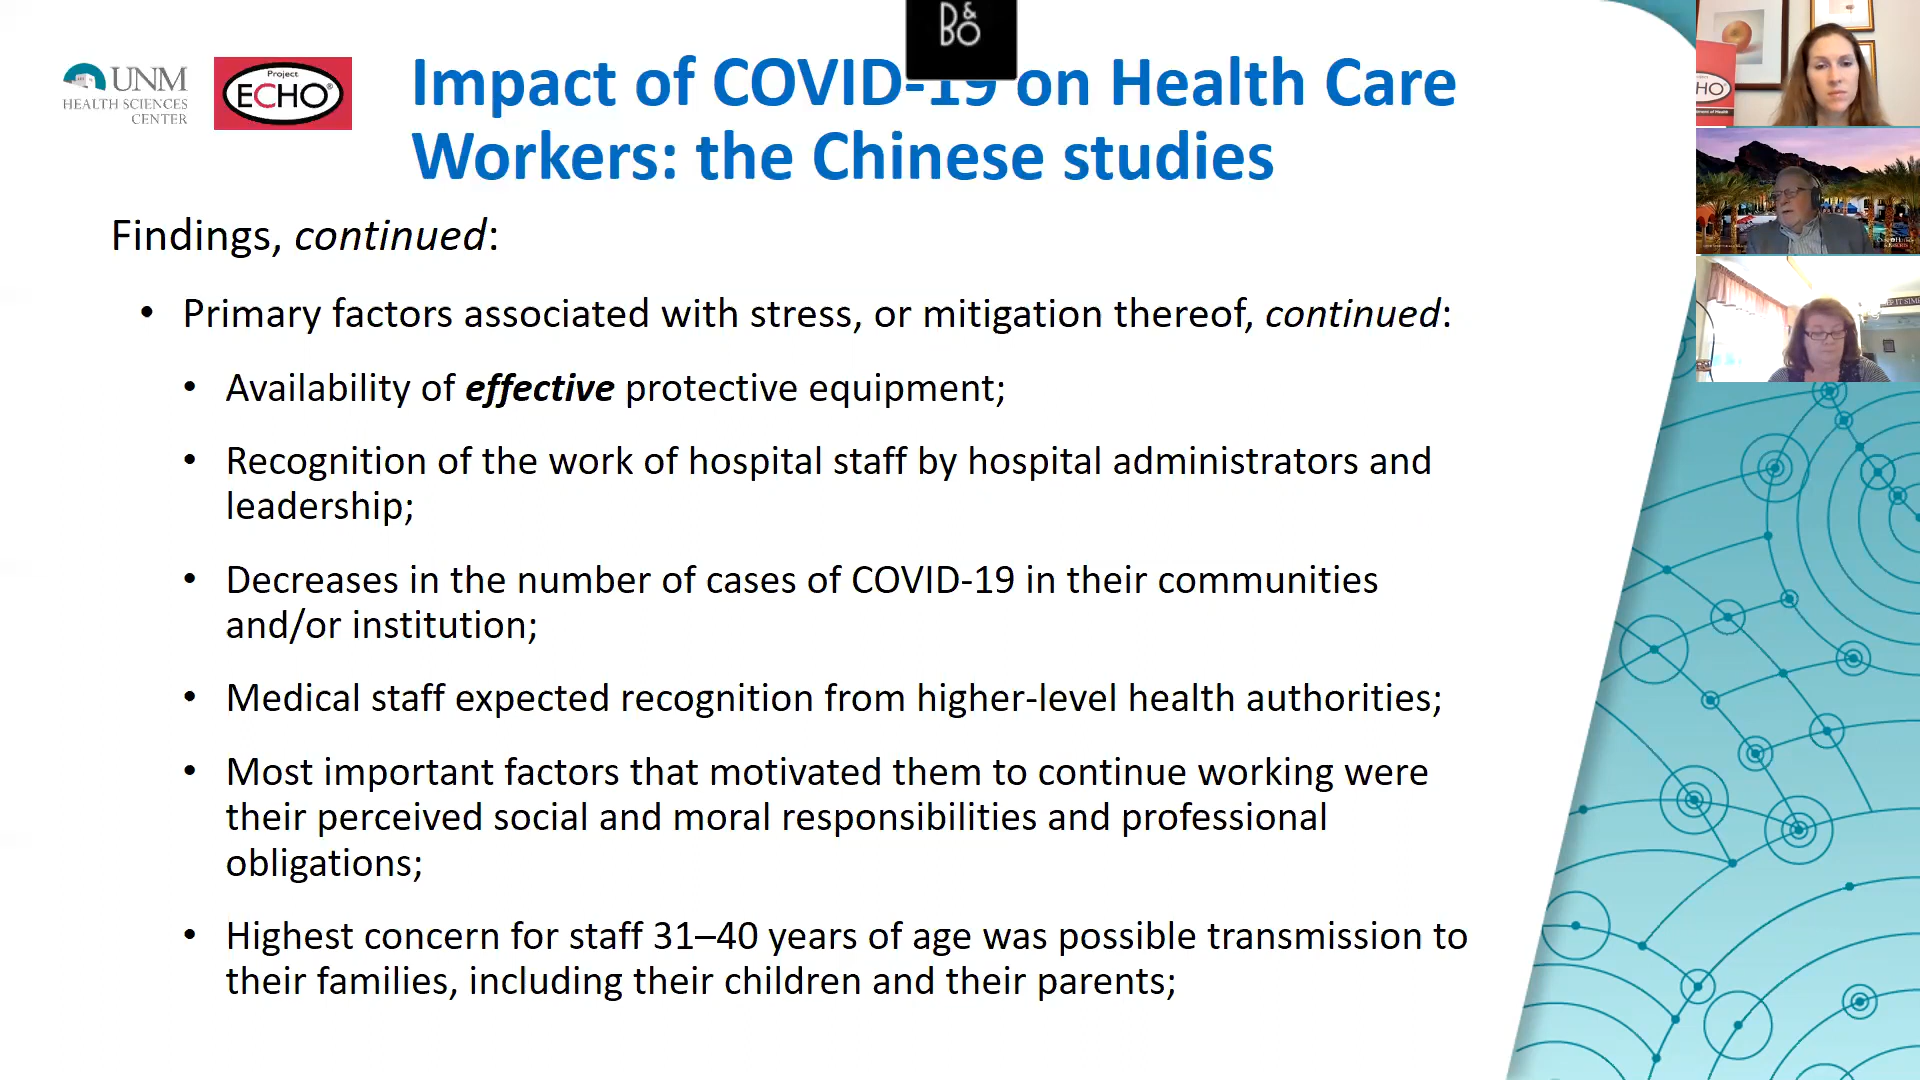 B&O
UNM
HEALTH SCIENCES
CENTER
Project
ECHO®
Impact of COVID-19 on Health Care
Workers: the Chinese studies
Findings, continued:
• Primary factors associated with stress, or mitigation thereof, continued:
• Availability of effective protective equipment;
• Recognition of the work of hospital staff by hospital administrators and
leadership;
• Decreases in the number of cases of COVID-19 in their communities
and/or institution;
• Medical staff expected recognition from higher-level health authorities;
• Most important factors that motivated them to continue working were
their perceived social and moral responsibilities and professional
obligations;
• Highest concern for staff 31–40 years of age was possible transmission to
their families, including their children and their parents;
HO®